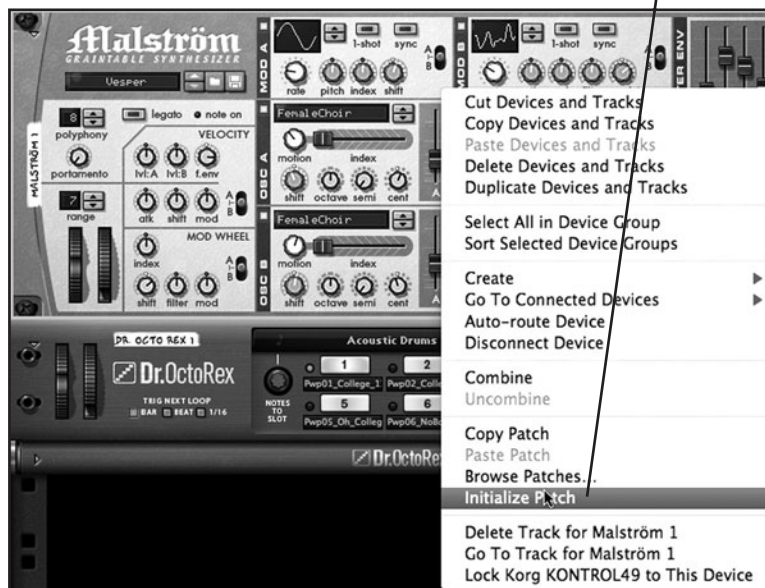 Malström
GRAINTABLE SYNTHESIZER
Vesper
MALSTRÖM 1
8
polyphony
portamento
7
range
legato
note on
VELOCITY
lvl:A lvl:B f.env
atk shift mod
A
B
MOD WHEEL
index
shift filter mod
A
B
MOD A
1-shot sync
A
B
rate pitch index shift
MOD B
1-shot sync
A
B
OSC A
FemaleChoir
motion index
shift octave semi cent
A
OSC B
FemaleChoir
motion index
shift octave semi cent
A
Cut Devices and Tracks
Copy Devices and Tracks
Paste Devices and Tracks
Delete Devices and Tracks
Duplicate Devices and Tracks
Select All in Device Group
Sort Selected Device Groups
Create
Go To Connected Devices
Auto-route Device
Disconnect Device
Combine
Uncombine
Copy Patch
Paste Patch
Browse Patches...
Initialize Patch
Delete Track for Malström 1
Go To Track for Malström 1
Lock Korg KONTROL49 to This Device
DR. OCTO REX 1
Dr.OctoRex
TRIG NEXT LOOP
BAR BEAT 1/16
Acoustic Drums
NOTES TO SLOT
1 2
Pwp01_College_1 Pwp02_Colle
5 6
Pwp05_Oh_Colleg Pwp06_NoBo
Dr.OctoRe